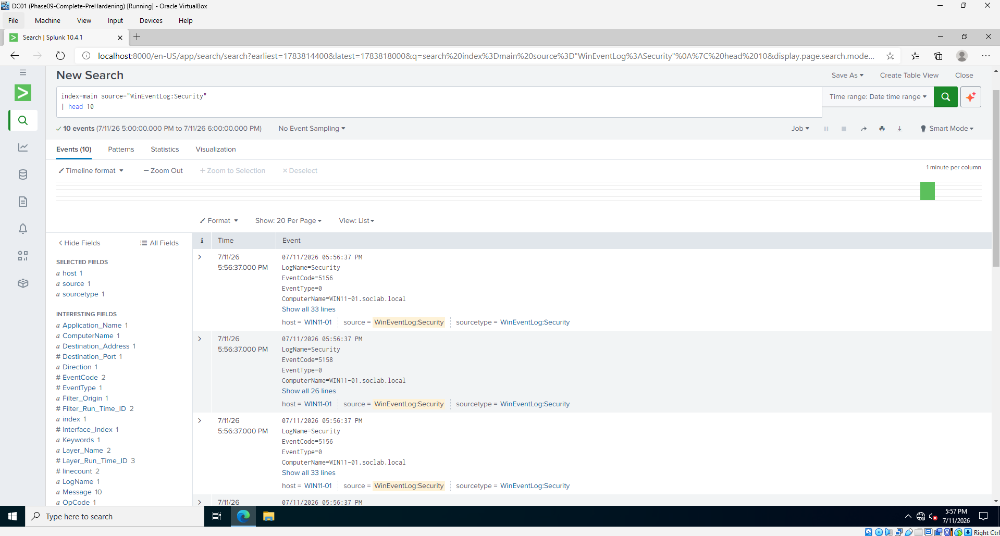 DC01 (Phase09-Complete-PreHardening) [Running] - Oracle VirtualBox
File Machine View Input Devices Help
Search | Splunk 10.4.1
localhost:8000/en-US/app/search/search?earliest=1783814400&latest=1783818000&q=search%20index%3Dmain%20source%3D"WinEventLog%3ASecurity"%0A%7C%20head%2010&display.page.search.mode...
New Search
Save As Create Table View Close
index=main source="WinEventLog:Security"
| head 10
Time range: Date time range
10 events (7/11/26 5:00:00.000 PM to 7/11/26 6:00:00.000 PM) No Event Sampling Job Smart Mode
Events (10) Patterns Statistics Visualization
Timeline format Zoom Out Zoom to Selection Deselect
1 minute per column
Format Show: 20 Per Page View: List
Hide Fields All Fields
SELECTED FIELDS
a host 1
a source 1
a sourcetype 1
INTERESTING FIELDS
a Application_Name 1
a ComputerName 1
a Destination_Address 1
# Destination_Port 1
a Direction 1
# EventCode 2
# EventType 1
a Filter_Origin 1
# Filter_Run_Time_ID 2
a index 1
# Interface_Index 1
a Keywords 1
a Layer_Name 2
# Layer_Run_Time_ID 3
# linecount 2
a LogName 1
a Message 10
a OpCode 1
i Time Event
7/11/26
5:56:37.000 PM
07/11/2026 05:56:37 PM
LogName=Security
EventCode=5156
EventType=0
ComputerName=WIN11-01.soclab.local
Show all 33 lines
host = WIN11-01 source = WinEventLog:Security sourcetype = WinEventLog:Security
7/11/26
5:56:37.000 PM
07/11/2026 05:56:37 PM
LogName=Security
EventCode=5158
EventType=0
ComputerName=WIN11-01.soclab.local
Show all 26 lines
host = WIN11-01 source = WinEventLog:Security sourcetype = WinEventLog:Security
7/11/26
5:56:37.000 PM
07/11/2026 05:56:37 PM
LogName=Security
EventCode=5156
EventType=0
ComputerName=WIN11-01.soclab.local
Show all 33 lines
host = WIN11-01 source = WinEventLog:Security sourcetype = WinEventLog:Security
7/11/26
07/11/2026 05:56:37 PM
Type here to search
5:57 PM
7/11/2026
Right Ctrl